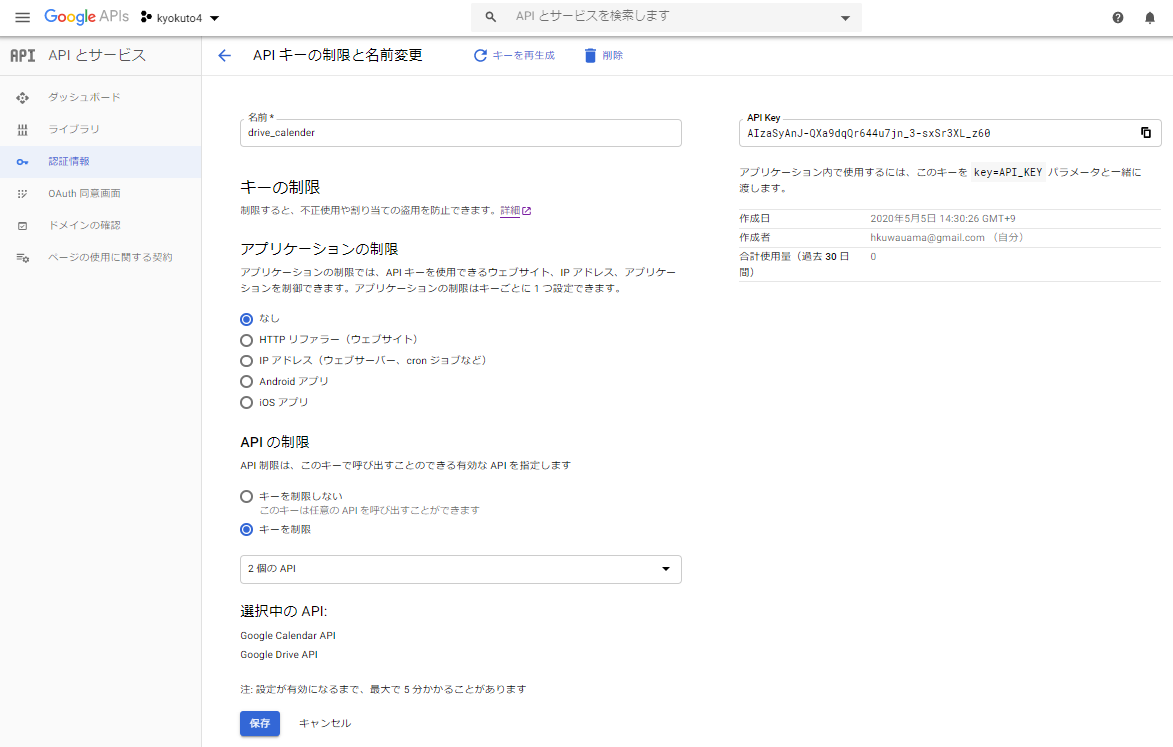 Google APIs kyokuto4 API とサービスを検索します
API API とサービス
API キーの制限と名前変更 キーを再生成 削除
ダッシュボード
ライブラリ
認証情報
OAuth 同意画面
ドメインの確認
ページの使用に関する契約
名前 *
drive_calender
キーの制限
制限すると、不正使用や割り当ての盗用を防止できます。詳細
アプリケーションの制限
アプリケーションの制限では、API キーを使用できるウェブサイト、IP アドレス、アプリケー
ションを制御できます。アプリケーションの制限はキーごとに 1 つ設定できます。
なし
HTTP リファラー（ウェブサイト）
IP アドレス（ウェブサーバー、cron ジョブなど）
Android アプリ
iOS アプリ
API の制限
API 制限は、このキーで呼び出すことのできる有効な API を指定します
キーを制限しない
このキーは任意の API を呼び出すことができます
キーを制限
2 個の API
選択中の API:
Google Calendar API
Google Drive API
注: 設定が有効になるまで、最大で 5 分かかることがあります
保存 キャンセル
API Key
AIzaSyAnJ-QXa9dqQr644u7jn_3-sxSr3XL_z60
アプリケーション内で使用するには、このキーを key=API_KEY パラメータと一緒に
渡します。
作成日 2020年5月5日 14:30:26 GMT+9
作成者 hkuwauama@gmail.com （自分）
合計使用量（過去 30 日 0
間）